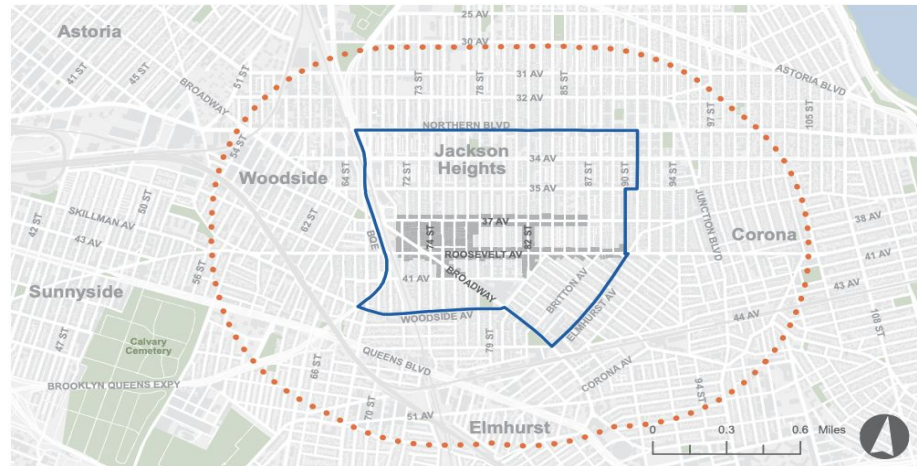 25 AV
Astoria
30 AV
41 ST
45 ST
51 ST
BROADWAY
31 AV
73 ST
78 ST
85 ST
ASTORIA BLVD
32 AV
97 ST
105 ST
NORTHERN BLVD
54 ST
Jackson
Heights
34 AV
Woodside
64 ST
72 ST
87 ST
90 ST
94 ST
35 AV
50 ST
SKILLMAN AV
42 ST
43 AV
62 ST
JUNCTION BLVD
37 AV
38 AV
BQE
74 ST
82 ST
Corona
ROOSEVELT AV
41 AV
56 ST
41 AV
BROADWAY
BRITTON AV
43 AV
Sunnyside
WOODSIDE AV
ELMHURST AV
44 AV
108 ST
47 ST
Calvary
Cemetery
79 ST
66 ST
QUEENS BLVD
CORONA AV
BROOKLYN QUEENS EXPY
94 ST
70 ST
51 AV
Elmhurst
0 0.3 0.6 Miles